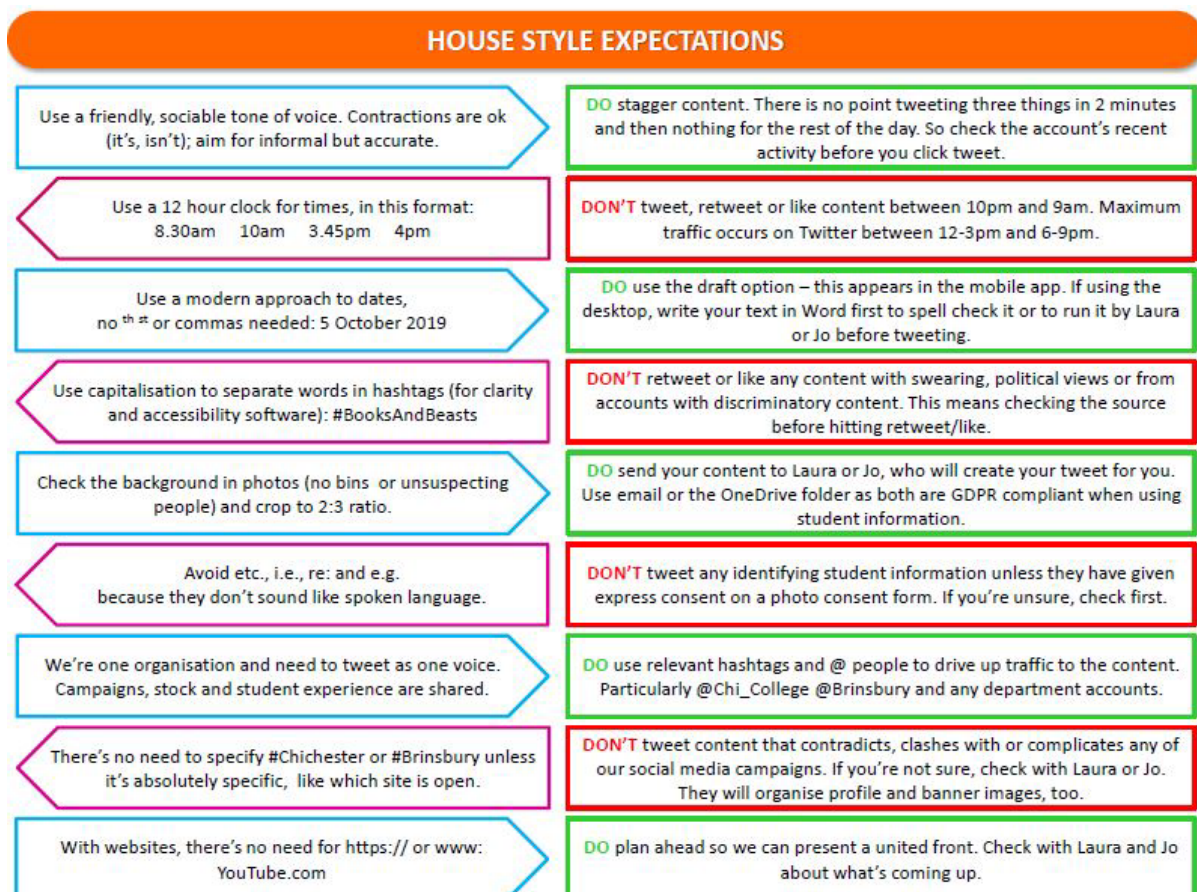 HOUSE STYLE EXPECTATIONS
Use a friendly, sociable tone of voice. Contractions are ok
(it's, isn't); aim for informal but accurate.
DO stagger content. There is no point tweeting three things in 2 minutes
and then nothing for the rest of the day. So check the account's recent
activity before you click tweet.
Use a 12 hour clock for times, in this format:
8.30am 10am 3.45pm 4pm
DON'T tweet, retweet or like content between 10pm and 9am. Maximum
traffic occurs on Twitter between 12-3pm and 6-9pm.
Use a modern approach to dates,
no th st or commas needed: 5 October 2019
DO use the draft option – this appears in the mobile app. If using the
desktop, write your text in Word first to spell check it or to run it by Laura
or Jo before tweeting.
Use capitalisation to separate words in hashtags (for clarity
and accessibility software): #BooksAndBeasts
DON'T retweet or like any content with swearing, political views or from
accounts with discriminatory content. This means checking the source
before hitting retweet/like.
Check the background in photos (no bins or unsuspecting
people) and crop to 2:3 ratio.
DO send your content to Laura or Jo, who will create your tweet for you.
Use email or the OneDrive folder as both are GDPR compliant when using
student information.
Avoid etc., i.e., re: and e.g.
because they don't sound like spoken language.
DON'T tweet any identifying student information unless they have given
express consent on a photo consent form. If you're unsure, check first.
We're one organisation and need to tweet as one voice.
Campaigns, stock and student experience are shared.
DO use relevant hashtags and @ people to drive up traffic to the content.
Particularly @Chi_College @Brinsbury and any department accounts.
There's no need to specify #Chichester or #Brinsbury unless
it's absolutely specific, like which site is open.
DON'T tweet content that contradicts, clashes with or complicates any of
our social media campaigns. If you're not sure, check with Laura or Jo.
They will organise profile and banner images, too.
With websites, there's no need for https:// or www:
YouTube.com
DO plan ahead so we can present a united front. Check with Laura and Jo
about what's coming up.